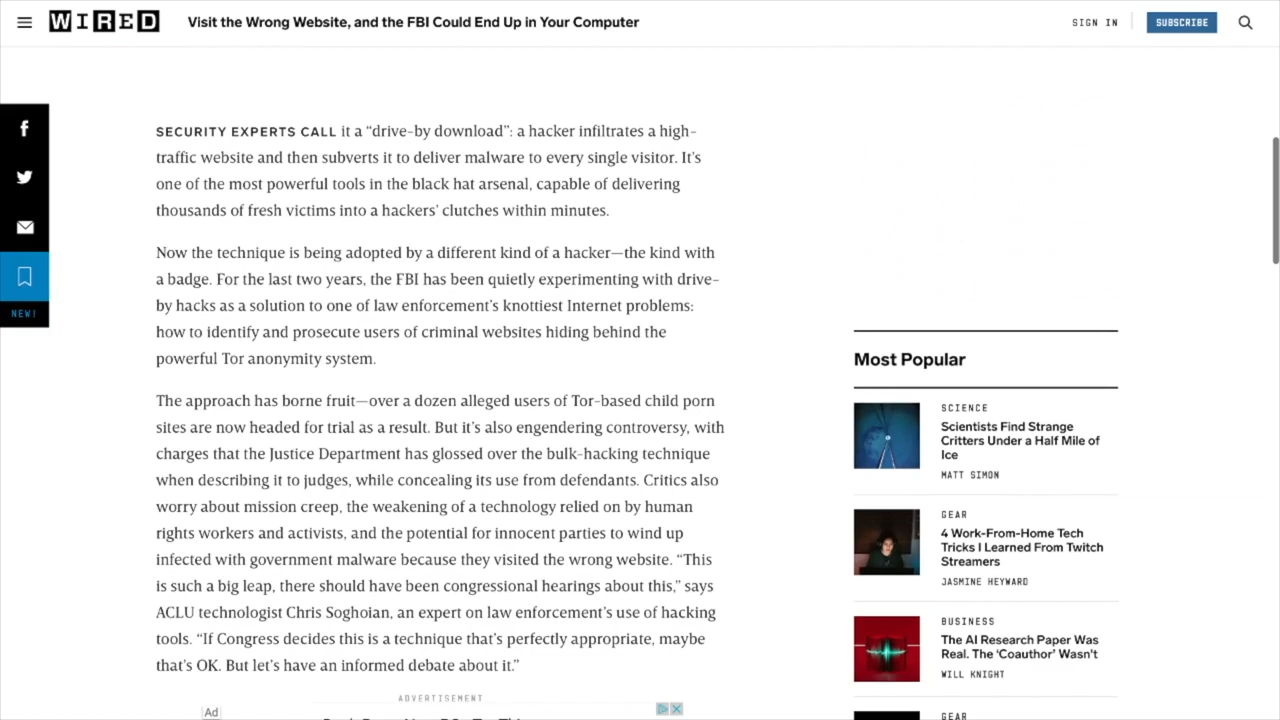 WIRED
Visit the Wrong Website, and the FBI Could End Up in Your Computer
SIGN IN
SUBSCRIBE
NEW!
SECURITY EXPERTS CALL it a “drive-by download”: a hacker infiltrates a high-
traffic website and then subverts it to deliver malware to every single visitor. It’s
one of the most powerful tools in the black hat arsenal, capable of delivering
thousands of fresh victims into a hackers’ clutches within minutes.
Now the technique is being adopted by a different kind of a hacker—the kind with
a badge. For the last two years, the FBI has been quietly experimenting with drive-
by hacks as a solution to one of law enforcement’s knottiest Internet problems:
how to identify and prosecute users of criminal websites hiding behind the
powerful Tor anonymity system.
The approach has borne fruit—over a dozen alleged users of Tor-based child porn
sites are now headed for trial as a result. But it’s also engendering controversy, with
charges that the Justice Department has glossed over the bulk-hacking technique
when describing it to judges, while concealing its use from defendants. Critics also
worry about mission creep, the weakening of a technology relied on by human
rights workers and activists, and the potential for innocent parties to wind up
infected with government malware because they visited the wrong website. “This
is such a big leap, there should have been congressional hearings about this,” says
ACLU technologist Chris Soghoian, an expert on law enforcement’s use of hacking
tools. “If Congress decides this is a technique that’s perfectly appropriate, maybe
that’s OK. But let’s have an informed debate about it.”
ADVERTISEMENT
Ad
Most Popular
SCIENCE
Scientists Find Strange
Critters Under a Half Mile of
Ice
MATT SIMON
GEAR
4 Work-From-Home Tech
Tricks I Learned From Twitch
Streamers
JASMINE HEYWARD
BUSINESS
The AI Research Paper Was
Real. The ‘Coauthor’ Wasn’t
WILL KNIGHT
GEAR